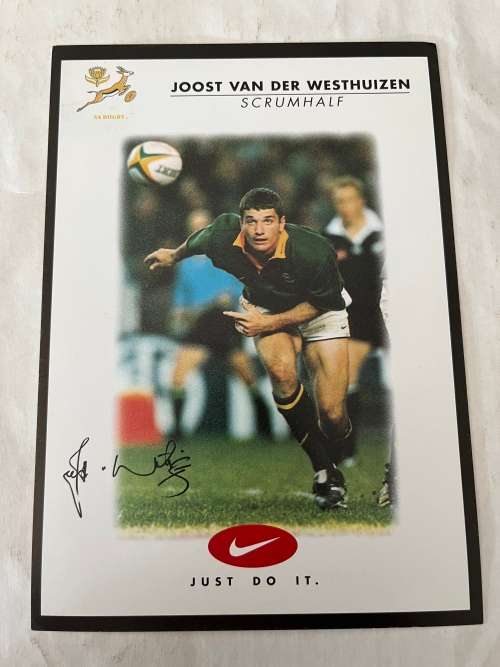 JOOST VAN DER WESTHUIZEN
SCRUMHALF
SA RUGBY
JUST DO IT.